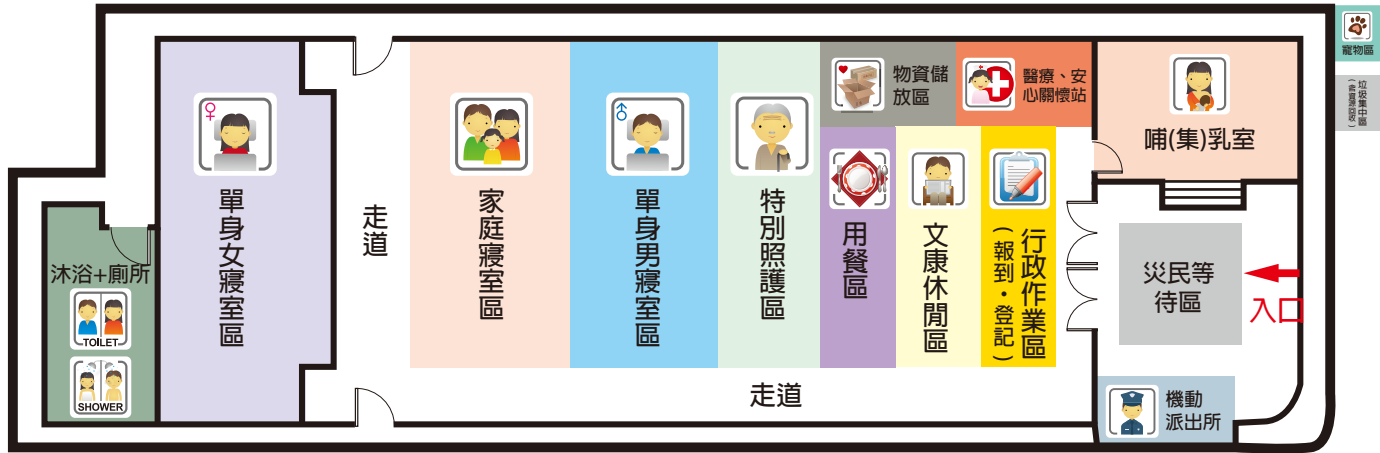 單身女寢室區
沐浴+廁所
TOILET
SHOWER
走道
家庭寢室區
單身男寢室區
特別照護區
物資儲
放區
醫療、安
心關懷站
用餐區
文康休閒區
行政作業區
(報到・登記)
走道
哺(集)乳室
災民等
待區
入口
機動
派出所
寵物區
垃圾集中區
(含資源回收)